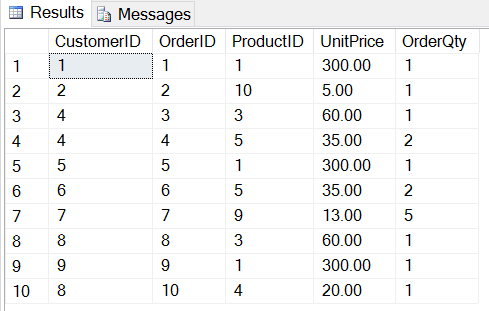 Results Messages
CustomerID OrderID ProductID UnitPrice OrderQty
1 1 1 1 300.00 1
2 2 2 10 5.00 1
3 4 3 3 60.00 1
4 4 4 5 35.00 2
5 5 5 1 300.00 1
6 6 6 5 35.00 2
7 7 7 9 13.00 5
8 8 8 3 60.00 1
9 9 9 1 300.00 1
10 8 10 4 20.00 1